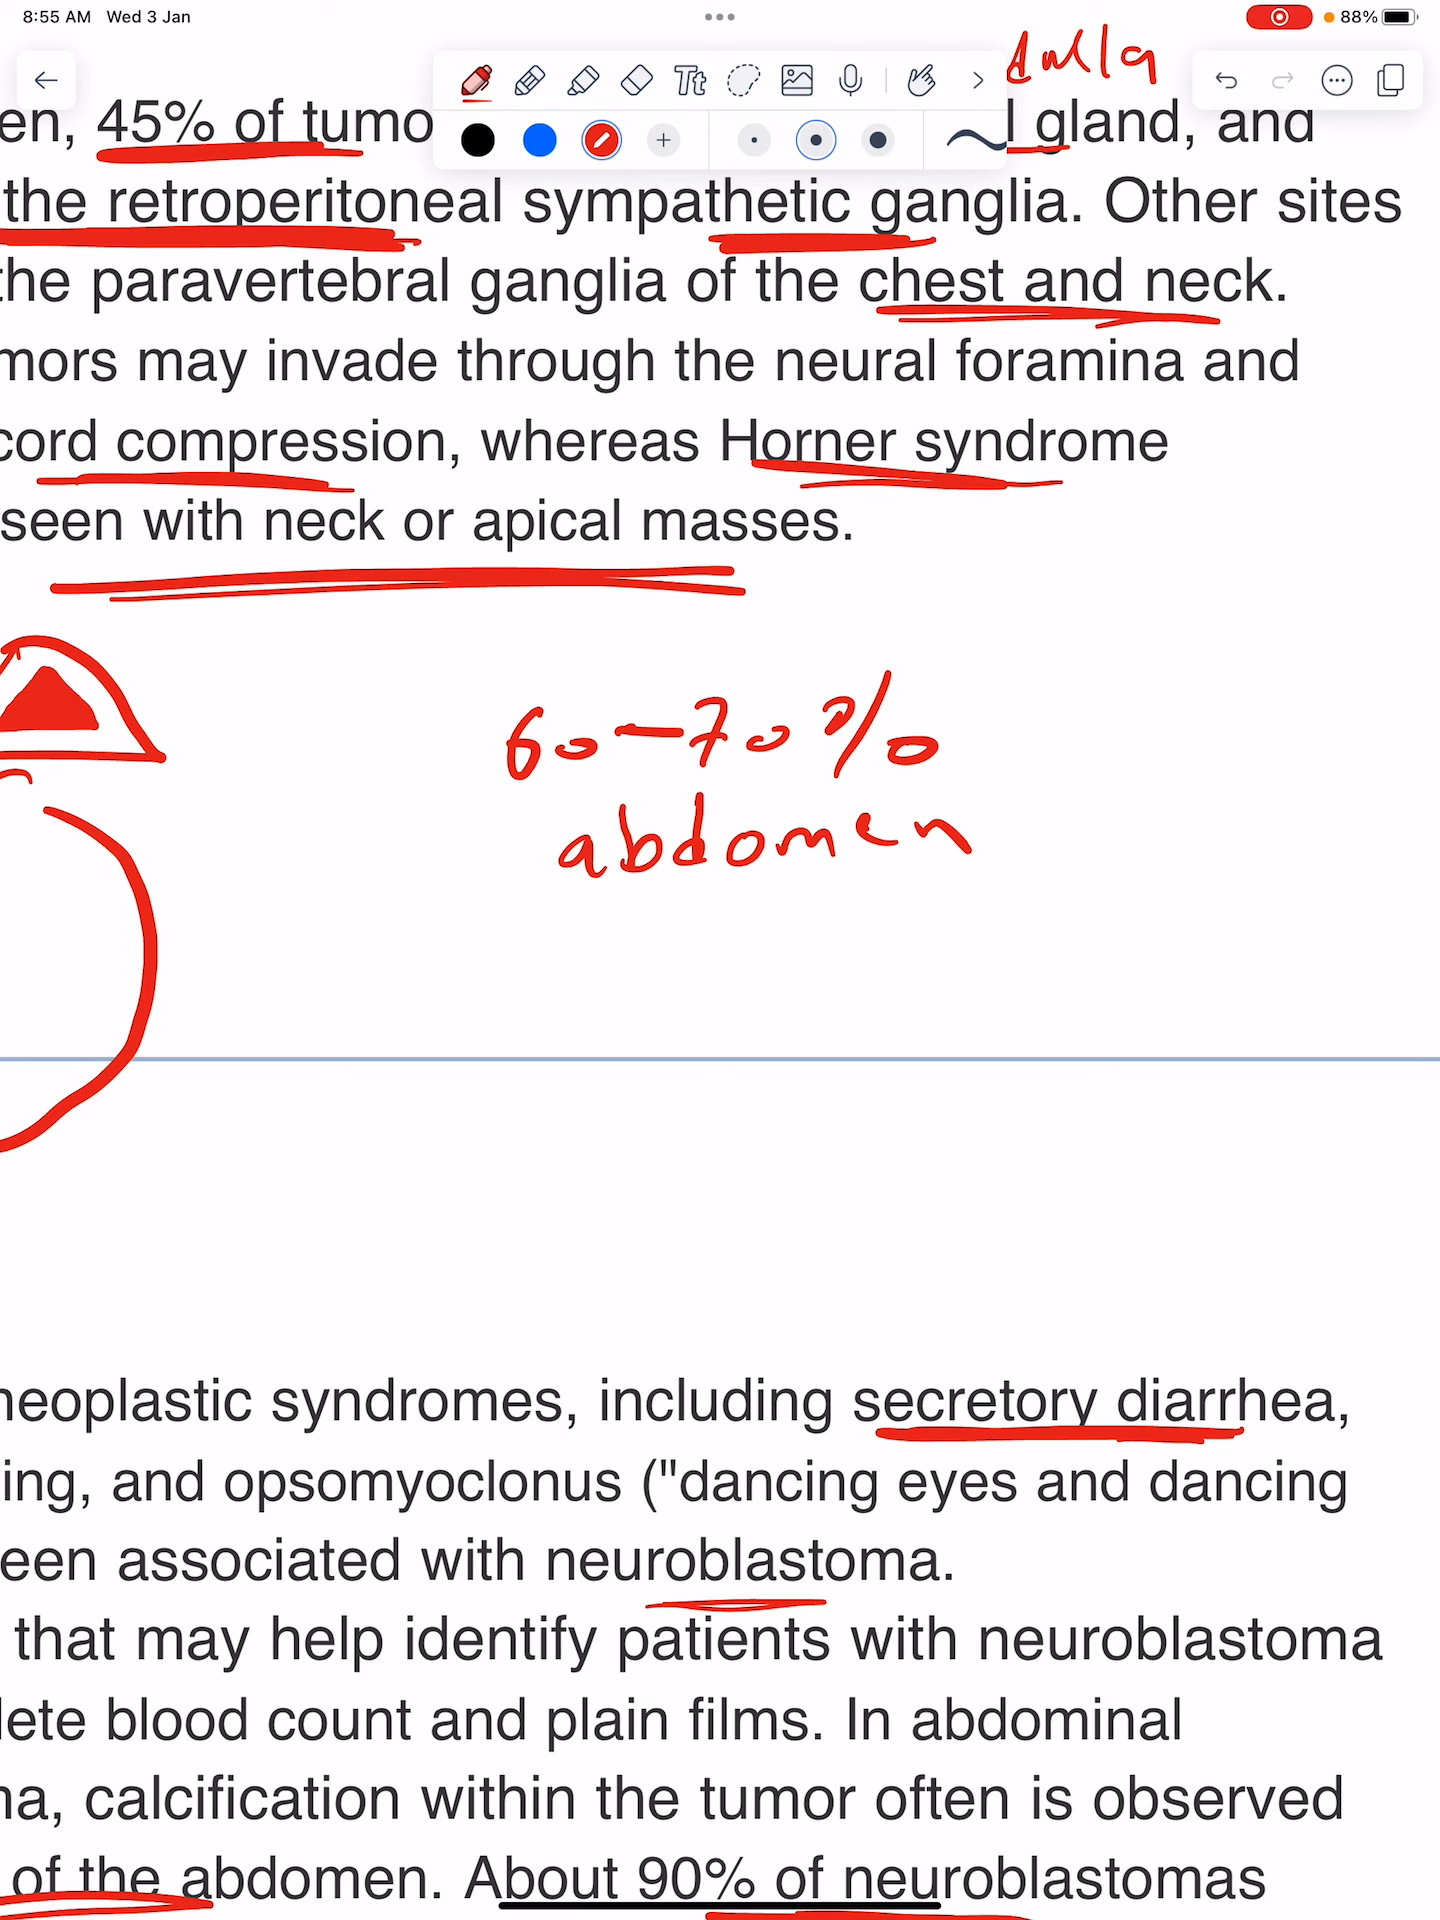 8:55 AM Wed 3 Jan
88%
dulla
Tt
en, 45% of tumo l gland, and
the retroperitoneal sympathetic ganglia. Other sites
the paravertebral ganglia of the chest and neck.
mors may invade through the neural foramina and
cord compression, whereas Horner syndrome
seen with neck or apical masses.
60-70%
abdomen
neoplastic syndromes, including secretory diarrhea,
ing, and opsomyoclonus ("dancing eyes and dancing
een associated with neuroblastoma.
that may help identify patients with neuroblastoma
lete blood count and plain films. In abdominal
na, calcification within the tumor often is observed
of the abdomen. About 90% of neuroblastomas